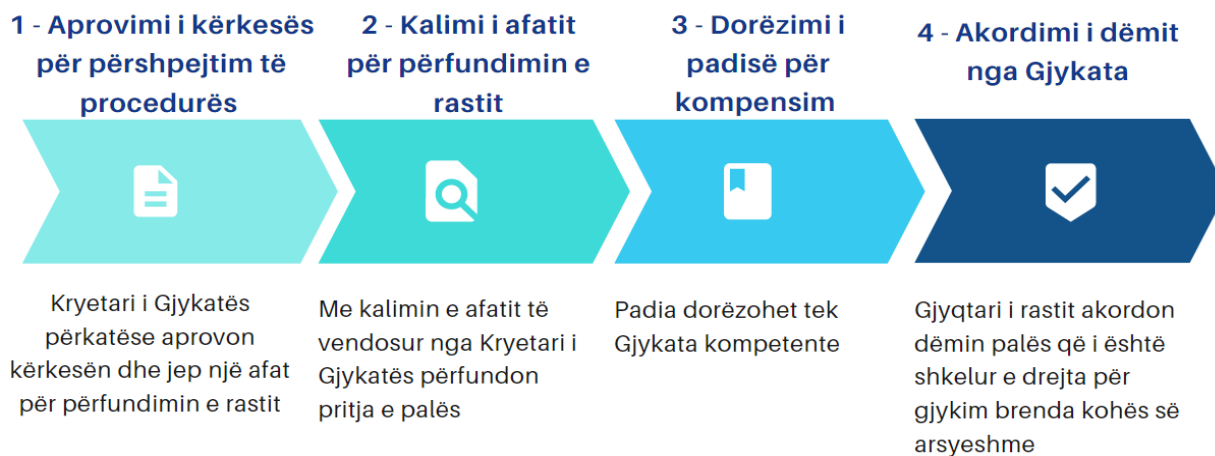 1 - Aprovimi i kërkesës
për përshpejtim të
procedurës
2 - Kalimi i afatit
për përfundimin e
rastit
3 - Dorëzimi i
padisë për
kompensim
4 - Akordimi i dëmit
nga Gjykata
Kryetari i Gjykatës
përkatëse aprovon
kërkesën dhe jep një afat
për përfundimin e rastit
Me kalimin e afatit të
vendosur nga Kryetari i
Gjykatës përfundon
pritja e palës
Padia dorëzohet tek
Gjykata kompetente
Gjyqtari i rastit akordon
dëmin palës që i është
shkelur e drejta për
gjykim brenda kohës së
arsyeshme